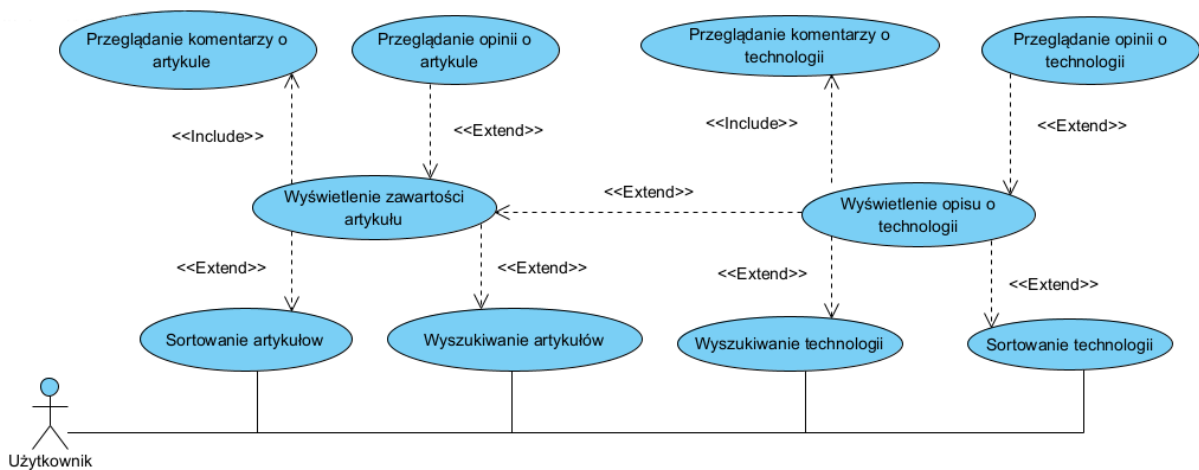 Przeglądanie komentarzy o
artykule
Przeglądanie opinii o
artykule
Przeglądanie komentarzy o
technologii
Przeglądanie opinii o
technologii
<<Include>>
<<Extend>>
<<Include>>
<<Extend>>
Wyświetlenie zawartości
artykułu
<<Extend>>
Wyświetlenie opisu o
technologii
<<Extend>>
<<Extend>>
<<Extend>>
<<Extend>>
Sortowanie artykułow
Wyszukiwanie artykułów
Wyszukiwanie technologii
Sortowanie technologii
Użytkownik